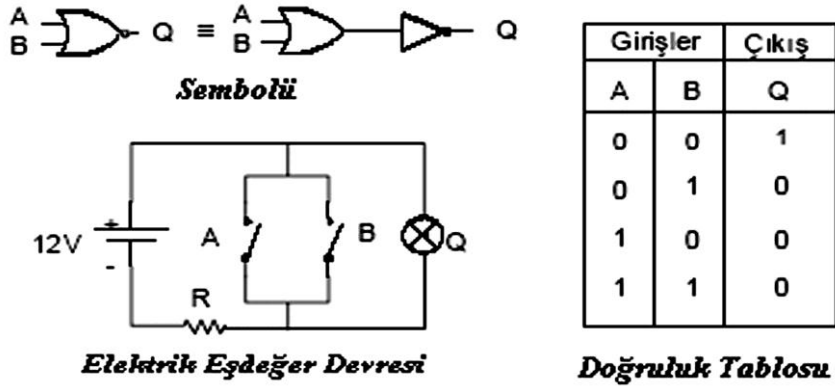 A
B
Q ≡
A
B
Q
Sembolü
12V
+
-
A
B
Q
R
Elektrik Eşdeğer Devresi
Girişler Çıkış
A B Q
0 0 1
0 1 0
1 0 0
1 1 0
Doğruluk Tablosu